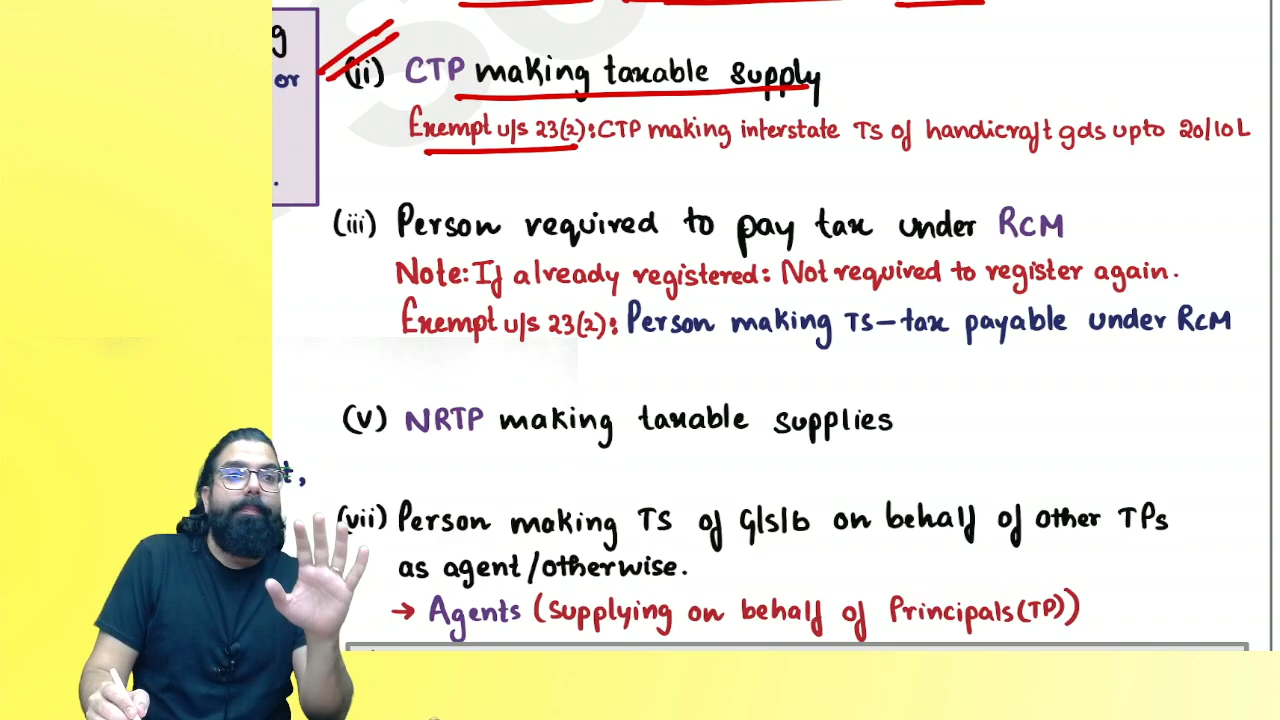 g
or
(ii) CTP making taxable supply
Exempt u/s 23(2): CTP making interstate TS of handicraft gds upto 20/10L
.
(iii) Person required to pay tax under RCM
Note: If already registered: Not required to register again.
Exempt u/s 23(2): Person making TS-tax payable under RCM
(v) NRTP making taxable supplies
t,
(vii) Person making TS of G/S/b on behalf of other TPs
as agent/otherwise.
→ Agents (supplying on behalf of Principals(TP))